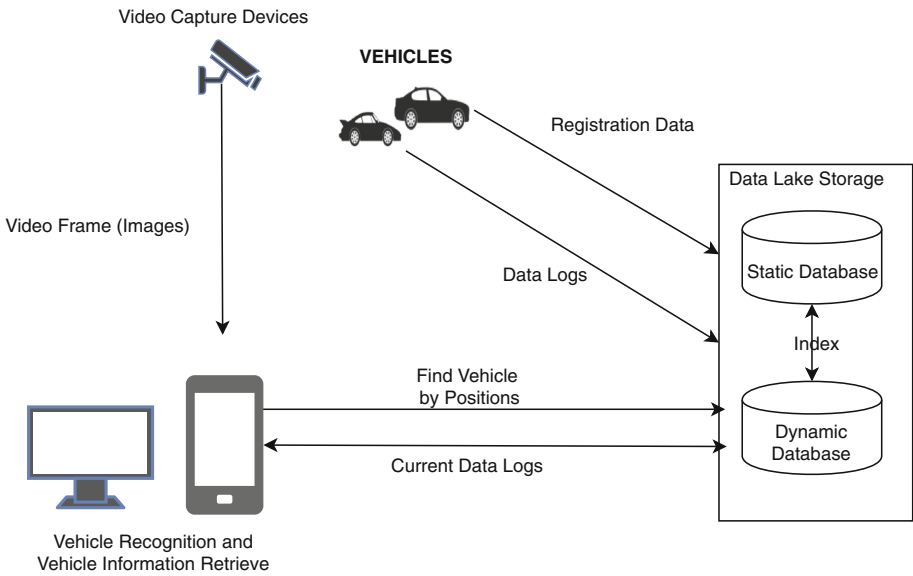 Video Capture Devices
VEHICLES
Registration Data
Data Lake Storage
Video Frame (Images)
Static Database
Data Logs
Index
Find Vehicle
by Positions
Dynamic
Database
Current Data Logs
Vehicle Recognition and
Vehicle Information Retrieve